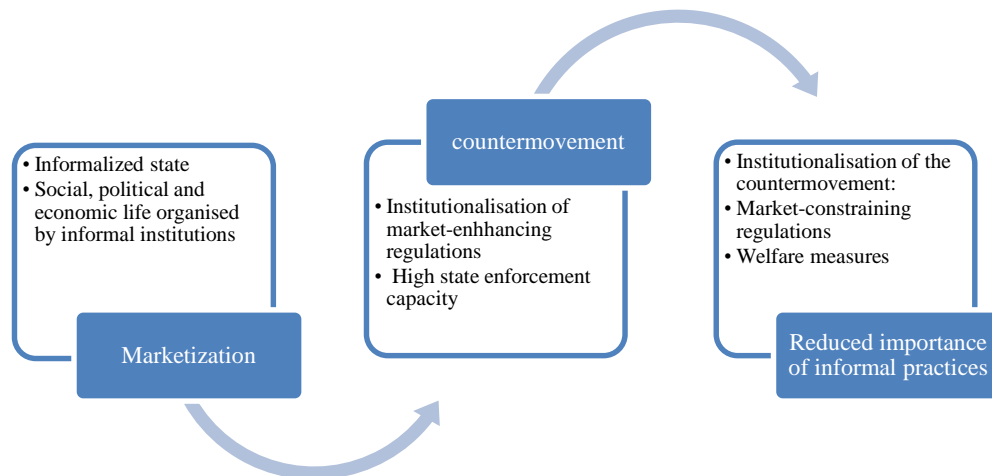 • Informalized state
• Social, political and
economic life organised
by informal institutions
Marketization
countermovement
• Institutionalisation of
market-enhhancing
regulations
• High state enforcement
capacity
• Institutionalisation of the
countermovement:
• Market-constraining
regulations
• Welfare measures
Reduced importance
of informal practices